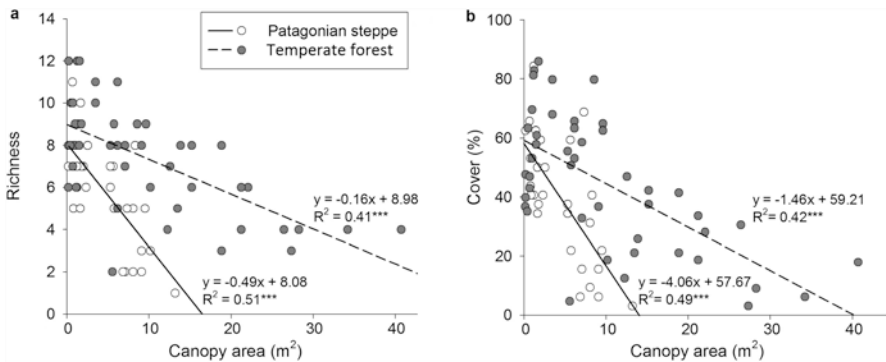 a
14
12
10
8
6
4
2
0
Richness
0 10 20 30 40
Canopy area (m²)
Patagonian steppe
Temperate forest
y = -0.16x + 8.98
R² = 0.41***
y = -0.49x + 8.08
R² = 0.51***
b
100
80
60
40
20
0
Cover (%)
0 10 20 30 40
Canopy area (m²)
y = -1.46x + 59.21
R² = 0.42***
y = -4.06x + 57.67
R² = 0.49***